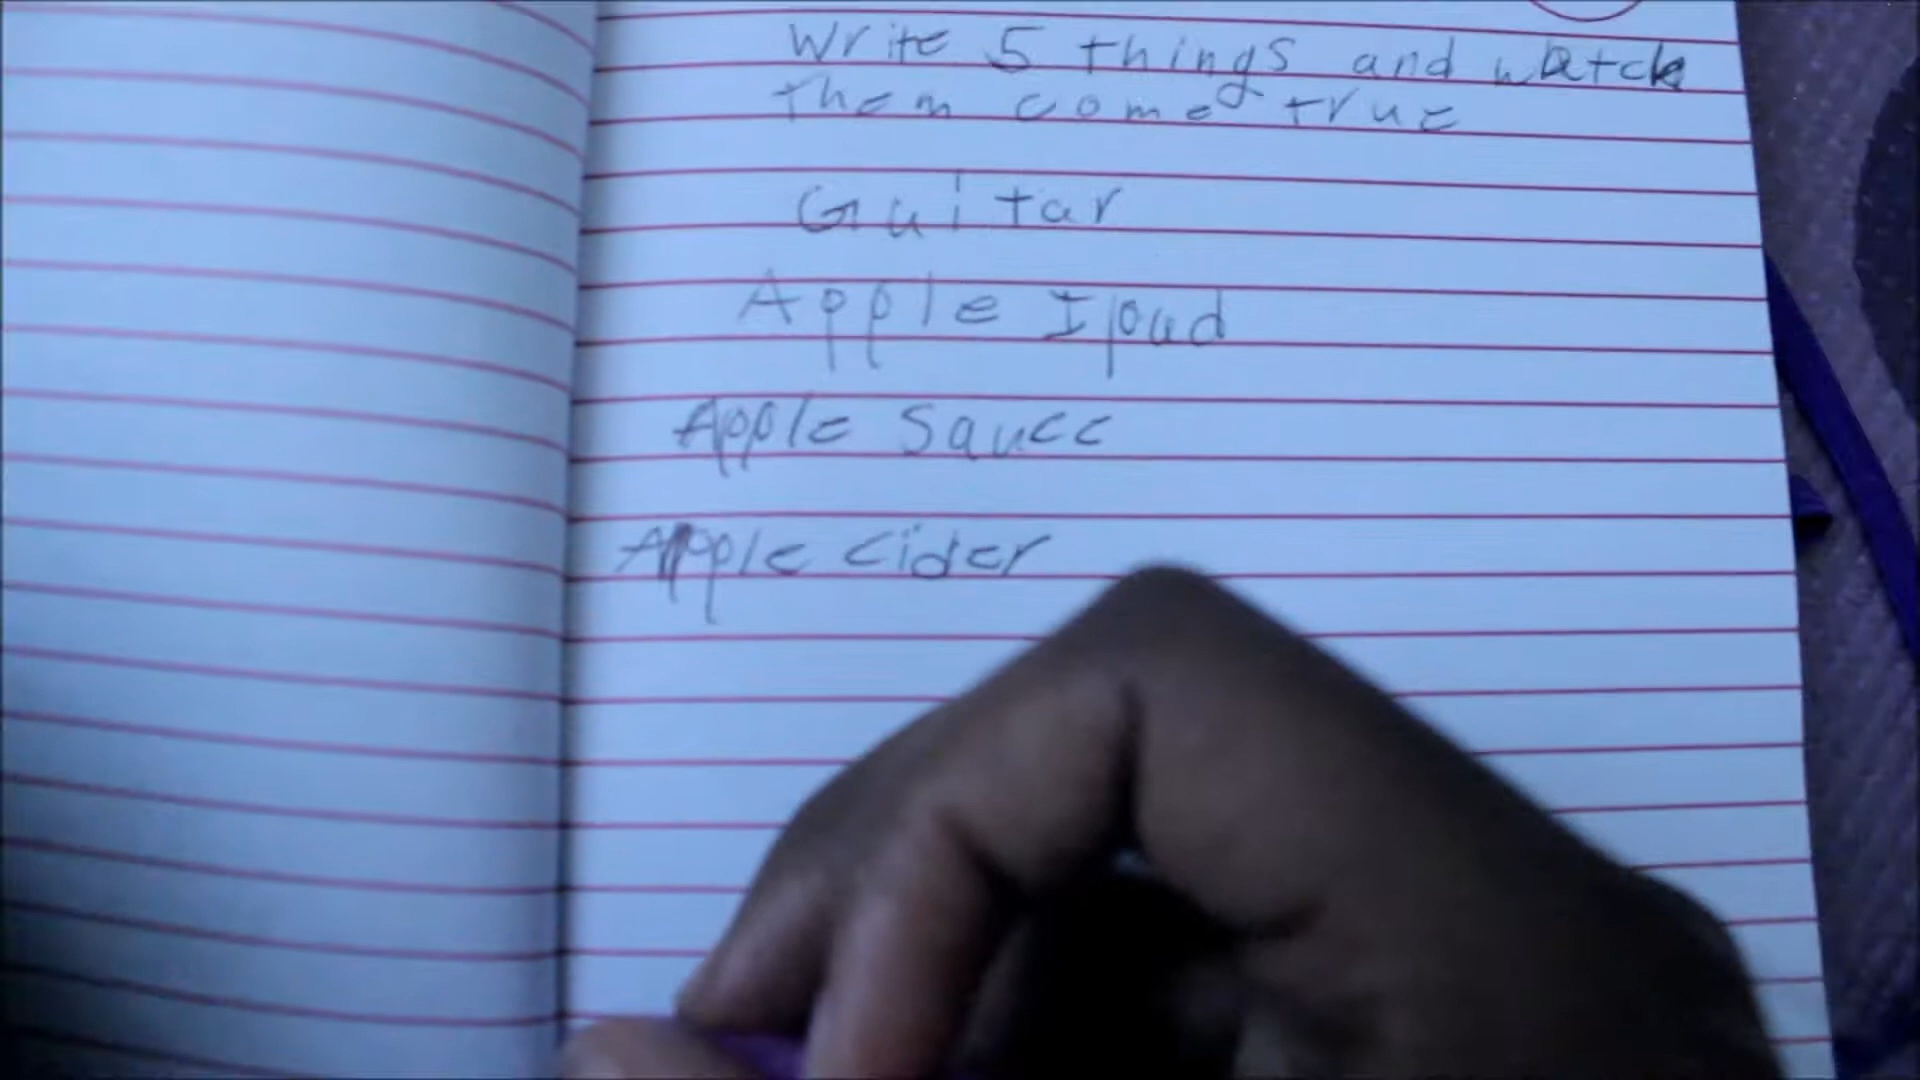 Write 5 things and watch
them come true
Guitar
Apple Ipad
Apple Sauce
Apple Cider